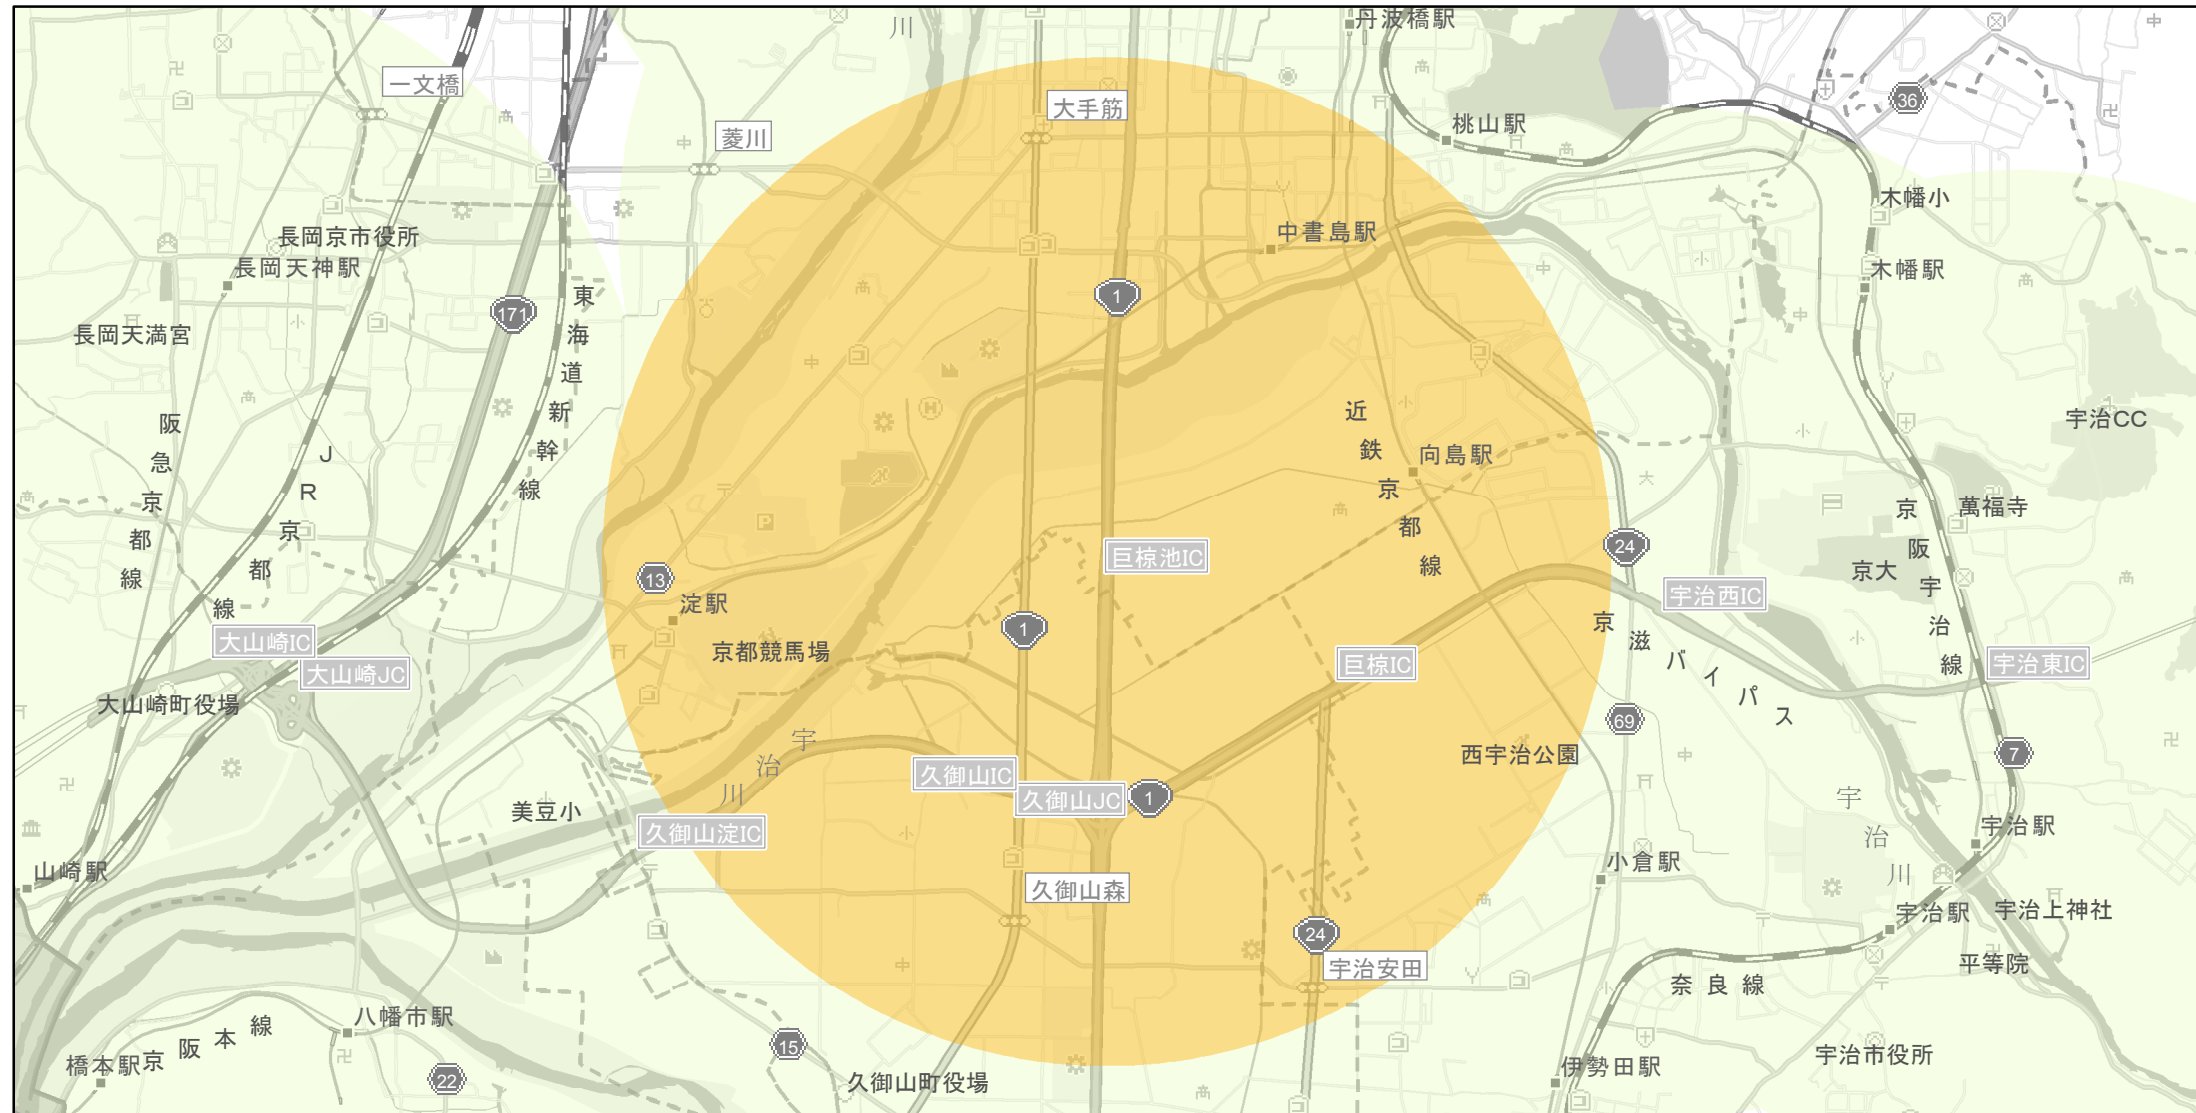 川
丹波橋駅
一文橋
大手筋
36
菱川
桃山駅
木幡小
長岡京市役所
中書島駅
長岡天神駅
木幡駅
1
171
東海道新幹線
長岡天満宮
阪急京都線
JR京都線
近鉄京都線
宇治CC
向島駅
萬福寺
京阪宇治線
24
巨椋池IC
京大
13
宇治西IC
淀駅
1
京滋バイパス
大山崎IC
京都競馬場
巨椋IC
宇治東IC
大山崎JC
大山崎町役場
69
宇治川
西宇治公園
7
久御山IC
久御山JC
1
宇治川
美豆小
久御山淀IC
宇治駅
山崎駅
小倉駅
久御山森
宇治駅
宇治上神社
24
宇治安田
平等院
奈良線
八幡市駅
京阪本線
15
橋本駅
22
久御山町役場
伊勢田駅
宇治市役所